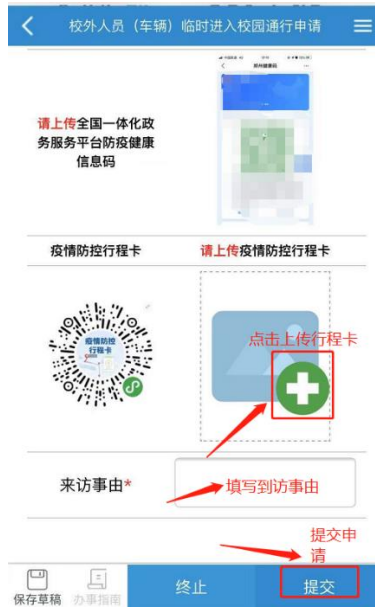 校外人员（车辆）临时进入校园通行申请
请上传全国一体化政
务服务平台防疫健康
信息码
疫情防控行程卡
请上传疫情防控行程卡
疫情防控
行程卡
点击上传行程卡
来访事由*
填写到访事由
提交申
请
保存草稿
办事指南
终止
提交